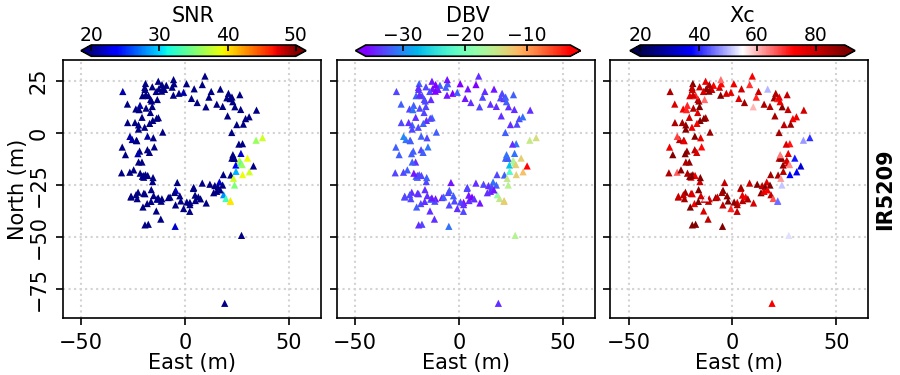 SNR DBV Xc
20 30 40 50 −30 −20 −10 20 40 60 80
North (m)
25
0
−25
−50
−75
IR5209
−50 0 50 −50 0 50 −50 0 50
East (m) East (m) East (m)